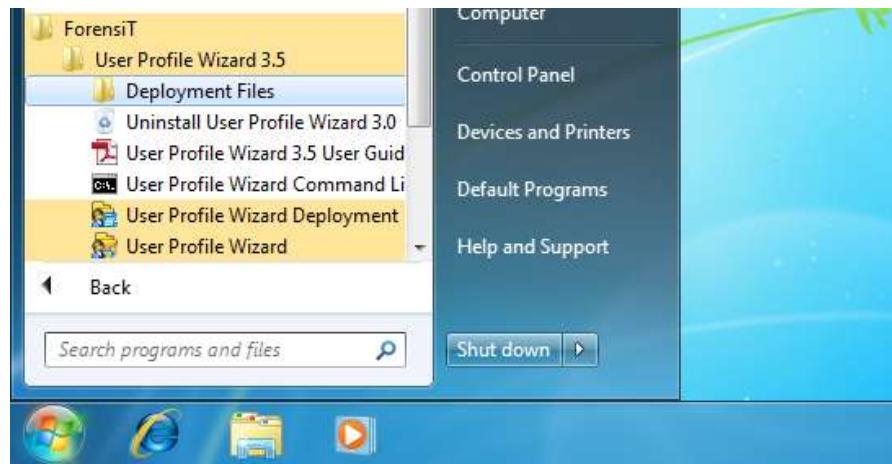 ForensiT
User Profile Wizard 3.5
Deployment Files
Uninstall User Profile Wizard 3.0
User Profile Wizard 3.5 User Guid
User Profile Wizard Command Li
User Profile Wizard Deployment
User Profile Wizard
Back
Search programs and files
Computer
Control Panel
Devices and Printers
Default Programs
Help and Support
Shut down